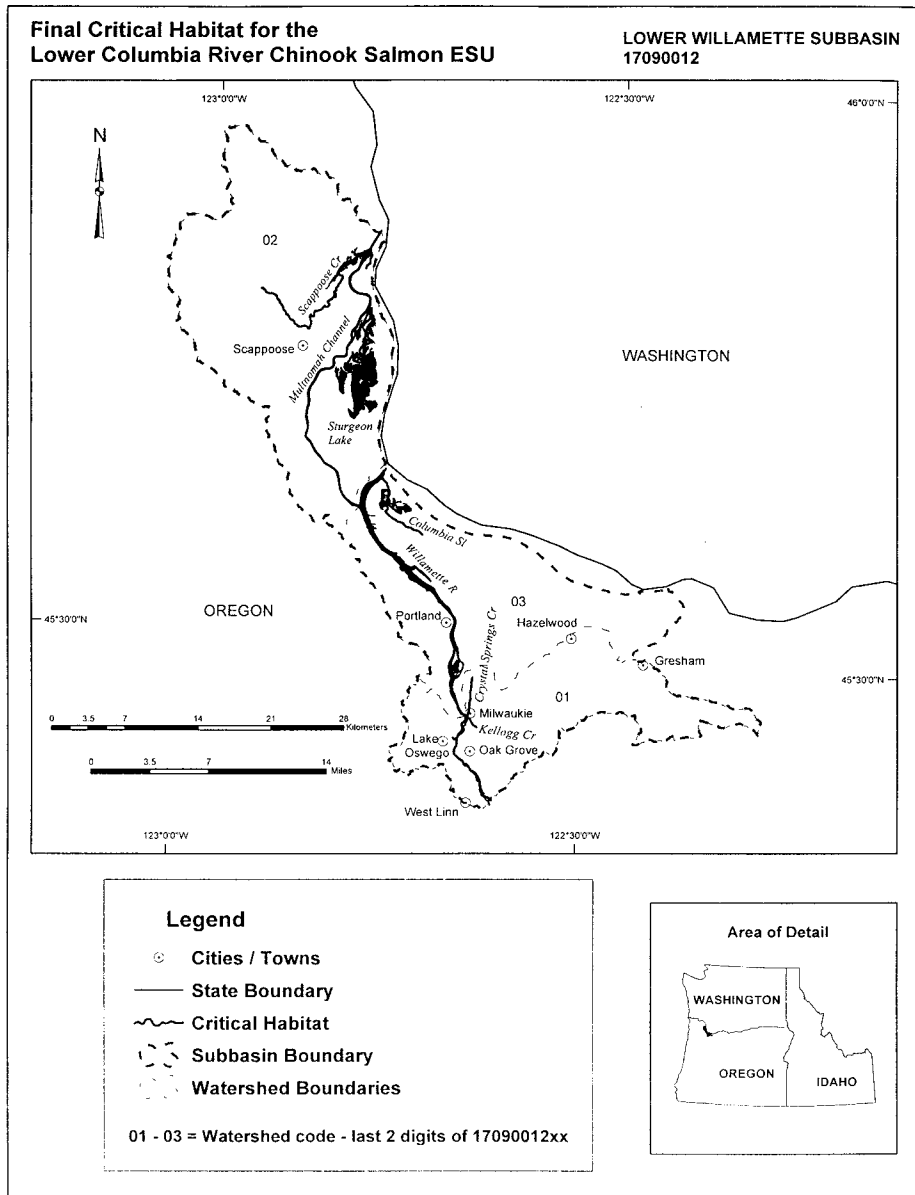 Final Critical Habitat for the
Lower Columbia River Chinook Salmon ESU
LOWER WILLAMETTE SUBBASIN
17090012
123°0'0"W
122°30'0"W
46°0'0"N
N
02
Scappoose Cr
Scappoose
Multnomah Channel
WASHINGTON
Sturgeon
Lake
Columbia Sl
Willamette R
OREGON
45°30'0"N
Portland
03
Hazelwood
Crystal Springs Cr
Gresham
45°30'0"N
01
Milwaukie
Kellogg Cr
Lake
Oswego
Oak Grove
West Linn
0 3.5 7 14 21 28
Kilometers
0 3.5 7 14
Miles
123°0'0"W
122°30'0"W
Legend
Cities / Towns
State Boundary
Critical Habitat
Subbasin Boundary
Watershed Boundaries
01 - 03 = Watershed code - last 2 digits of 17090012xx
Area of Detail
WASHINGTON
OREGON
IDAHO